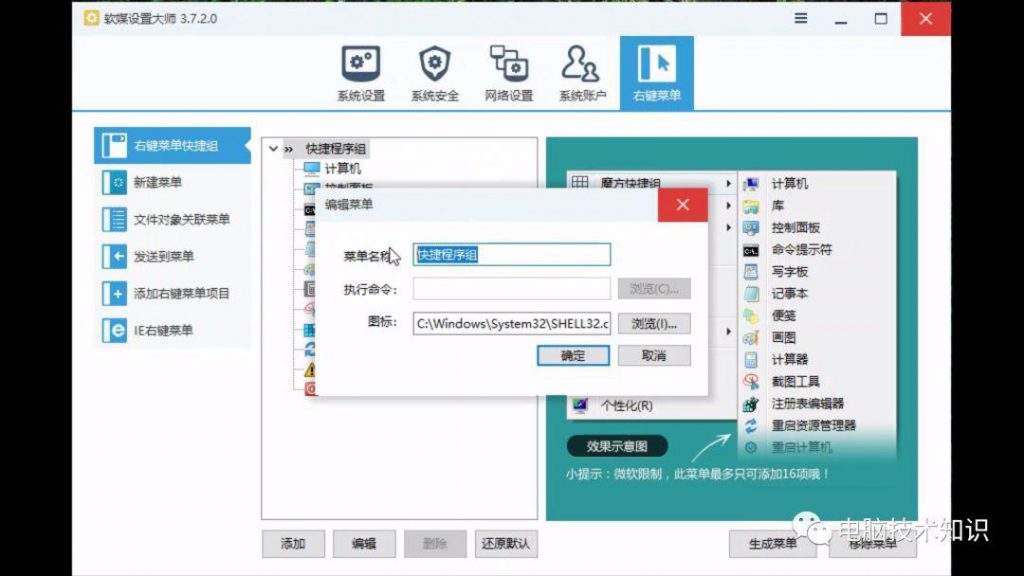 软媒设置大师 3.7.2.0
系统设置
系统安全
网络设置
系统账户
右键菜单
右键菜单快捷组
新建菜单
文件对象关联菜单
发送到菜单
添加右键菜单项目
IE右键菜单
快捷程序组
计算机
编辑菜单
菜单名称
快捷程序组
执行命令:
浏览(C)...
图标:
C:\Windows\System32\SHELL32.c
浏览(I)...
确定
取消
魔方快捷组
计算机
库
控制面板
命令提示符
写字板
记事本
便笺
画图
计算器
截图工具
注册表编辑器
重启资源管理器
重启计算机
个性化(R)
效果示意图
小提示：微软限制，此菜单最多只可添加16项哦！
添加
编辑
删除
还原默认
生成菜单
移除菜单
电脑技术知识